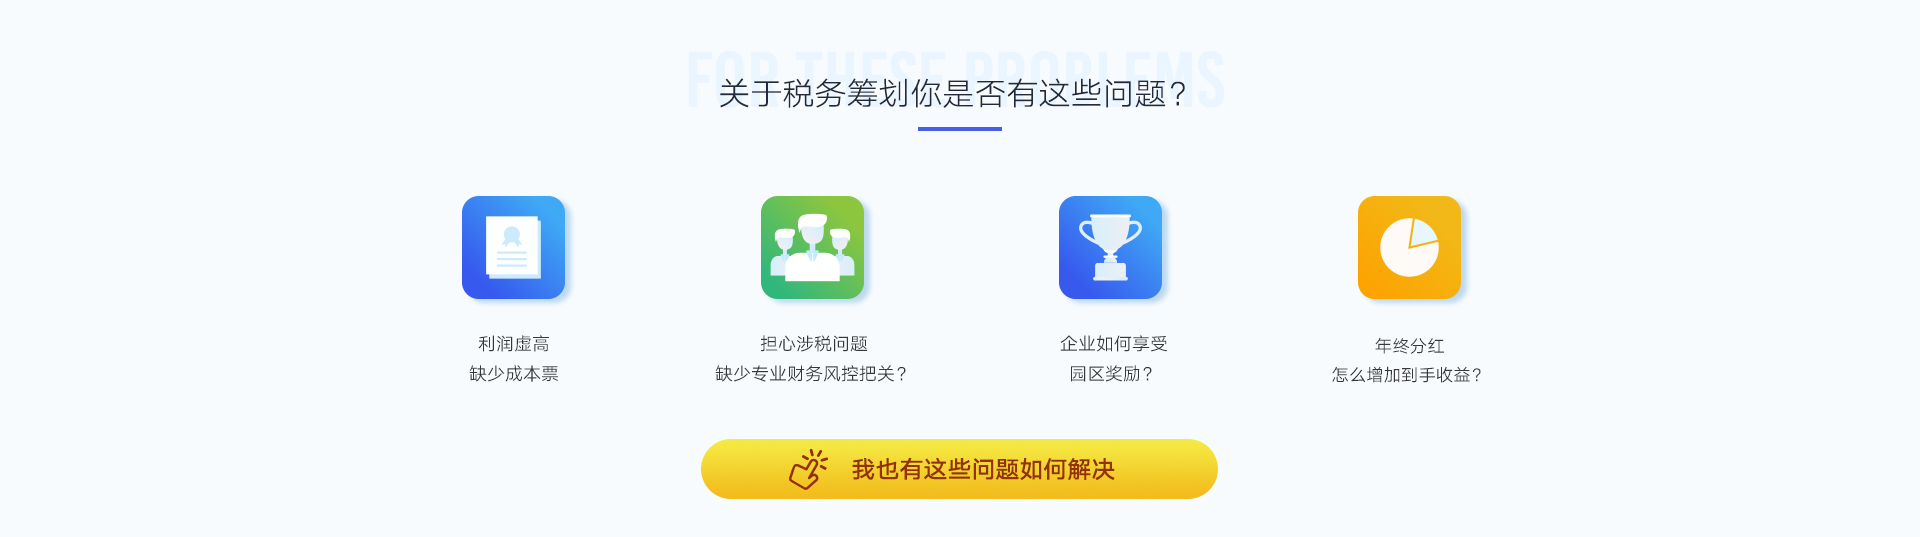 FOR THESE PROBLEMS
关于税务筹划你是否有这些问题？
利润虚高
缺少成本票
担心涉税问题
缺少专业财务风控把关？
企业如何享受
园区奖励？
年终分红
怎么增加到手收益？
我也有这些问题如何解决